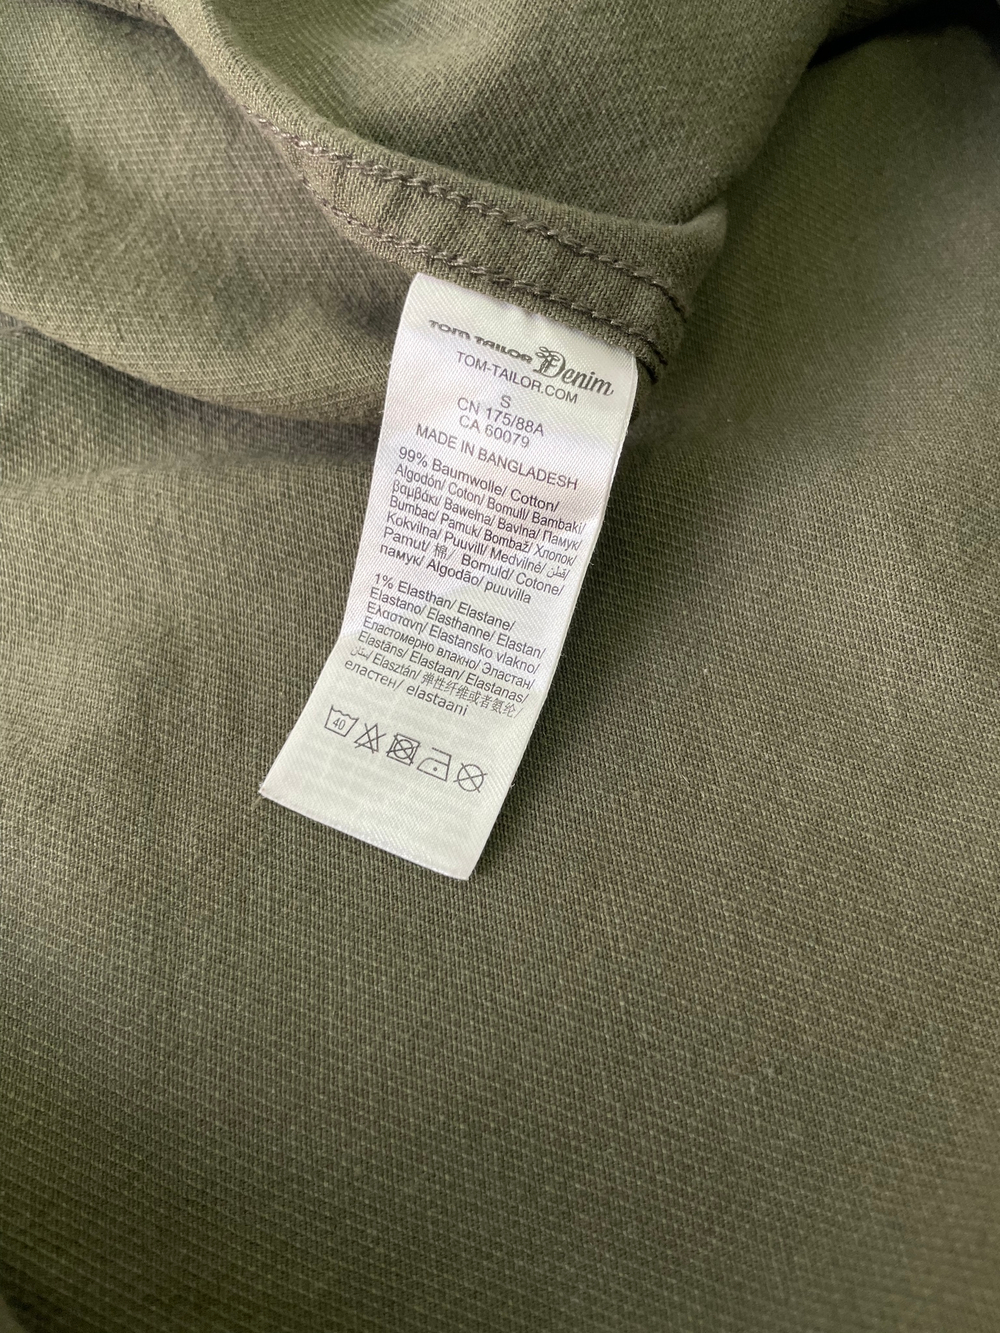 TOM TAILOR Denim
TOM-TAILOR.COM
S
CN 175/88A
CA 60079
MADE IN BANGLADESH
99% Baumwolle/ Cotton/
Algodón/ Coton/ Bomull/ Bambaki/
βαμβάκι/ Bawełna/ Bavlna/ Памук/
Bumbac/ Pamuk/ Bombaž/ Хлопок/
Kokvilna/ Puuvill/ Medvilnė/ قطن/
Pamut/ 棉/ Bomuld/ Cotone/
памук/ Algodão/ puuvilla
1% Elasthan/ Elastane/
Elastano/ Elasthanne/ Elastan/
Ελαστανη/ Elastansko vlakno/
Еластомерно влакно/ Эластан/
Elastāns/ Elastaan/ Elastanas/
/ Elasztán/ 弹性纤维或者氨纶/
еластен/ elastaani
40